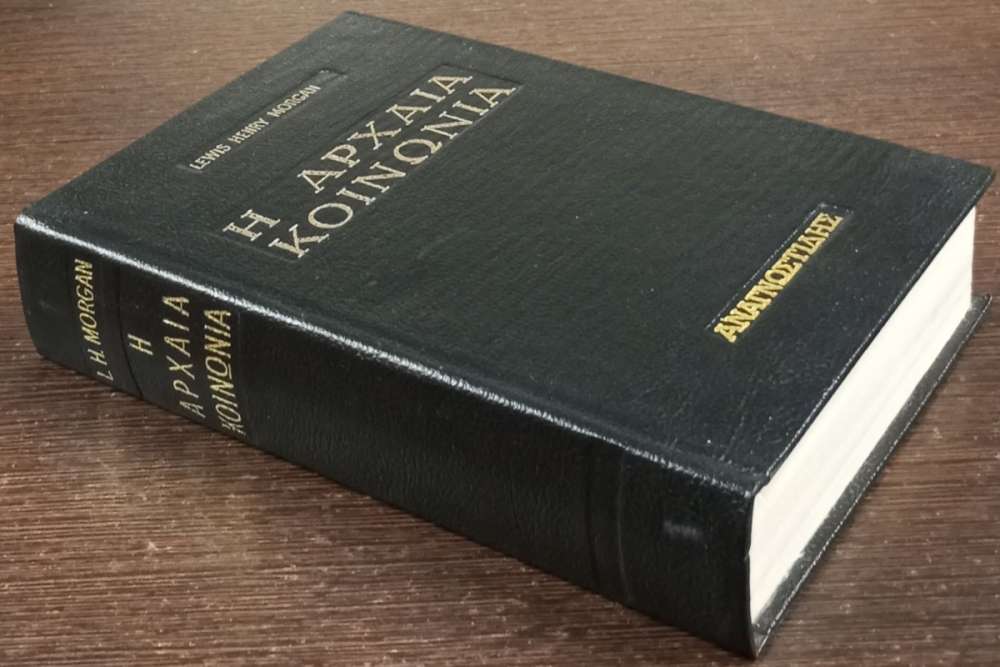 LEWIS HENRY MORGAN
Η ΑΡΧΑΙΑ
ΚΟΙΝΩΝΙΑ
ΑΝΑΓΝΩΣΤΙΔΗΣ
L. H. MORGAN
Η
ΑΡΧΑΙΑ
ΚΟΙΝΩΝΙΑ